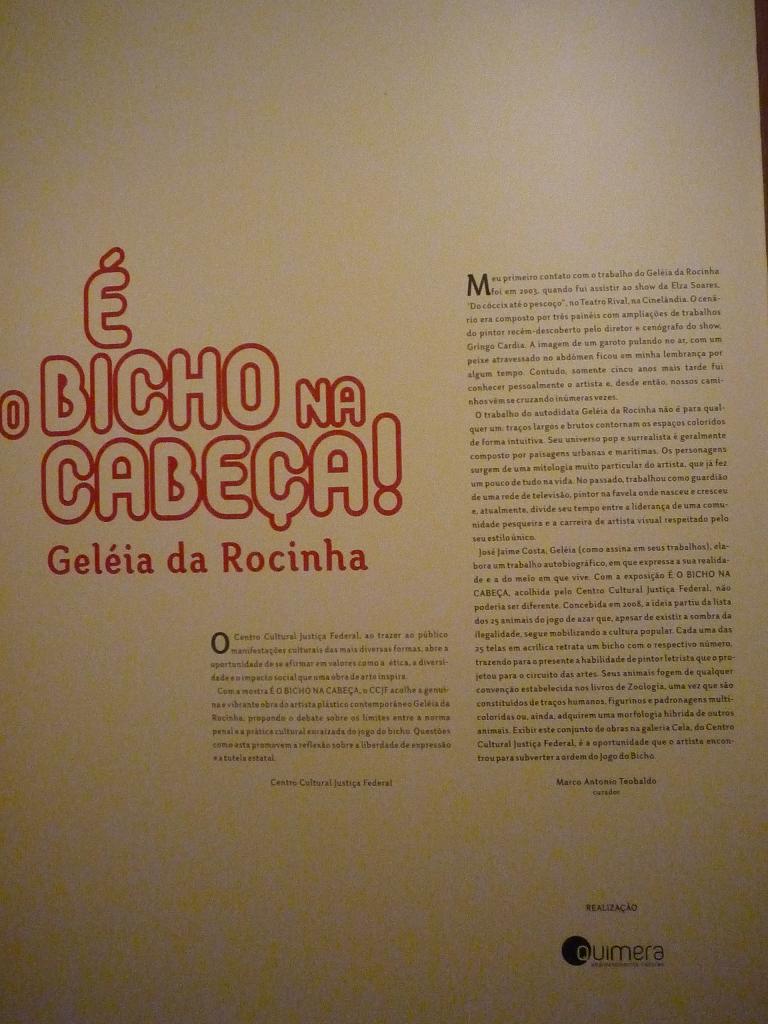 É
O BICHO NA
CABEÇA!
Geléia da Rocinha
O Centro Cultural Justiça Federal, ao trazer ao público
manifestações culturais das mais diversas formas, abre a
oportunidade de se afirmar em valores como a ética, a diversi-
dade e o impacto social que uma obra de arte inspira.
Com a mostra É O BICHO NA CABEÇA, o CCJF acolhe a genuí-
na e vibrante obra do artista plástico contemporâneo Geléia da
Rocinha, propondo o debate sobre os limites entre a norma
penal e a prática cultural enraizada do jogo do bicho. Questões
como esta promovem a reflexão sobre a liberdade de expressão
e a tutela estatal.
Centro Cultural Justiça Federal
Meu primeiro contato com o trabalho do Geléia da Rocinha
foi em 2003, quando fui assistir ao show da Elza Soares,
"Do cóccix até o pescoço", no Teatro Rival, na Cinelândia. O cená-
rio era composto por três painéis com ampliações de trabalhos
do pintor recém-descoberto pelo diretor e cenógrafo do show,
Gringo Cardia. A imagem de um garoto pulando no ar, com um
peixe atravessado no abdômen ficou em minha lembrança por
algum tempo. Contudo, somente cinco anos mais tarde fui
conhecer pessoalmente o artista e, desde então, nossos cami-
nhos vêm se cruzando inúmeras vezes.
O trabalho do autodidata Geléia da Rocinha não é para qual-
quer um: traços largos e brutos contornam os espaços coloridos
de forma intuitiva. Seu universo pop e surrealista é geralmente
composto por paisagens urbanas e marítimas. Os personagens
surgem de uma mitologia muito particular do artista, que já fez
um pouco de tudo na vida. No passado, trabalhou como guardião
de uma rede de televisão, pintor na favela onde nasceu e cresceu
e, atualmente, divide seu tempo entre a liderança de uma comu-
nidade pesqueira e a carreira de artista visual respeitado pelo
seu estilo único.
José Jaime Costa, Geléia (como assina em seus trabalhos), ela-
bora um trabalho autobiográfico, em que expressa a sua realida-
de e a do meio em que vive. Com a exposição É O BICHO NA
CABEÇA, acolhida pelo Centro Cultural Justiça Federal, não
poderia ser diferente. Concebida em 2008, a ideia partiu da lista
dos 25 animais do jogo de azar que, apesar de existir a sombra da
ilegalidade, segue mobilizando a cultura popular. Cada uma das
25 telas em acrílica retrata um bicho com o respectivo número,
trazendo para o presente a habilidade de pintor letrista que o pro-
jetou para o circuito das artes. Seus animais fogem de qualquer
convenção estabelecida nos livros de Zoologia, uma vez que são
constituídos de traços humanos, figurinos e padronagens multi-
coloridas ou, ainda, adquirem uma morfologia híbrida de outros
animais. Exibir este conjunto de obras na galeria Cela, do Centro
Cultural Justiça Federal, é a oportunidade que o artista encon-
trou para subverter a ordem do Jogo do Bicho.
Marco Antonio Teobaldo
curador
REALIZAÇÃO
Quimera